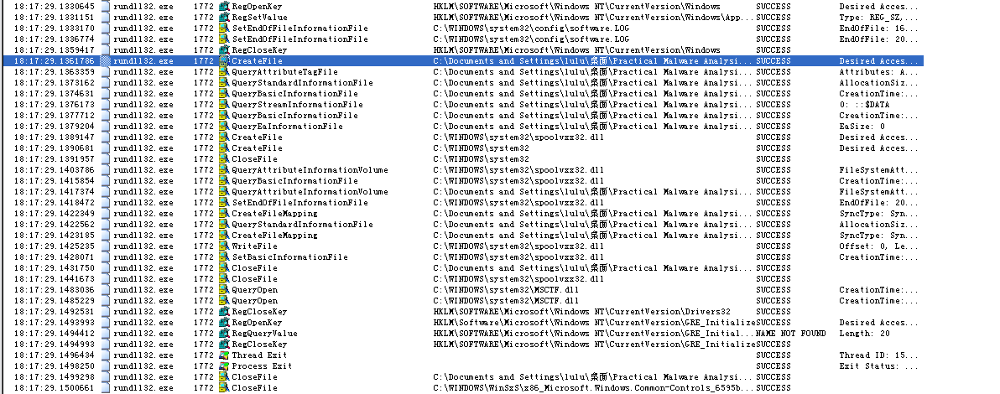 18:17:29.1330645 rundll32.exe 1772 RegOpenKey HKLM\SOFTWARE\Microsoft\Windows NT\CurrentVersion\Windows SUCCESS Desired Acces...
18:17:29.1331151 rundll32.exe 1772 RegSetValue HKLM\SOFTWARE\Microsoft\Windows NT\CurrentVersion\Windows\App... SUCCESS Type: REG_SZ,...
18:17:29.1333170 rundll32.exe 1772 SetEndOfFileInformationFile C:\WINDOWS\system32\config\software.LOG SUCCESS EndOfFile: 16...
18:17:29.1336774 rundll32.exe 1772 SetEndOfFileInformationFile C:\WINDOWS\system32\config\software.LOG SUCCESS EndOfFile: 20...
18:17:29.1359417 rundll32.exe 1772 RegCloseKey HKLM\SOFTWARE\Microsoft\Windows NT\CurrentVersion\Windows SUCCESS
18:17:29.1361786 rundll32.exe 1772 CreateFile C:\Documents and Settings\lulu\桌面\Practical Malware Analysi... SUCCESS Desired Acces...
18:17:29.1363359 rundll32.exe 1772 QueryAttributeTagFile C:\Documents and Settings\lulu\桌面\Practical Malware Analysi... SUCCESS Attributes: A...
18:17:29.1373162 rundll32.exe 1772 QueryStandardInformationFile C:\Documents and Settings\lulu\桌面\Practical Malware Analysi... SUCCESS AllocationSiz...
18:17:29.1374631 rundll32.exe 1772 QueryBasicInformationFile C:\Documents and Settings\lulu\桌面\Practical Malware Analysi... SUCCESS CreationTime:...
18:17:29.1376173 rundll32.exe 1772 QueryStreamInformationFile C:\Documents and Settings\lulu\桌面\Practical Malware Analysi... SUCCESS 0: ::$DATA
18:17:29.1377712 rundll32.exe 1772 QueryBasicInformationFile C:\Documents and Settings\lulu\桌面\Practical Malware Analysi... SUCCESS CreationTime:...
18:17:29.1379204 rundll32.exe 1772 QueryEaInformationFile C:\Documents and Settings\lulu\桌面\Practical Malware Analysi... SUCCESS EaSize: 0
18:17:29.1389147 rundll32.exe 1772 CreateFile C:\WINDOWS\system32\spoolvxx32.dll SUCCESS Desired Acces...
18:17:29.1390681 rundll32.exe 1772 CreateFile C:\WINDOWS\system32 SUCCESS Desired Acces...
18:17:29.1391957 rundll32.exe 1772 CloseFile C:\WINDOWS\system32 SUCCESS
18:17:29.1403786 rundll32.exe 1772 QueryAttributeInformationVolume C:\WINDOWS\system32\spoolvxx32.dll SUCCESS FileSystemAtt...
18:17:29.1415854 rundll32.exe 1772 QueryBasicInformationFile C:\WINDOWS\system32\spoolvxx32.dll SUCCESS CreationTime:...
18:17:29.1417374 rundll32.exe 1772 QueryAttributeInformationVolume C:\Documents and Settings\lulu\桌面\Practical Malware Analysi... SUCCESS FileSystemAtt...
18:17:29.1418472 rundll32.exe 1772 SetEndOfFileInformationFile C:\WINDOWS\system32\spoolvxx32.dll SUCCESS EndOfFile: 20...
18:17:29.1422349 rundll32.exe 1772 CreateFileMapping C:\Documents and Settings\lulu\桌面\Practical Malware Analysi... SUCCESS SyncType: Syn...
18:17:29.1422562 rundll32.exe 1772 QueryStandardInformationFile C:\Documents and Settings\lulu\桌面\Practical Malware Analysi... SUCCESS AllocationSiz...
18:17:29.1423185 rundll32.exe 1772 CreateFileMapping C:\Documents and Settings\lulu\桌面\Practical Malware Analysi... SUCCESS SyncType: Syn...
18:17:29.1425235 rundll32.exe 1772 WriteFile C:\WINDOWS\system32\spoolvxx32.dll SUCCESS Offset: 0, Le...
18:17:29.1428071 rundll32.exe 1772 SetBasicInformationFile C:\WINDOWS\system32\spoolvxx32.dll SUCCESS CreationTime:...
18:17:29.1431750 rundll32.exe 1772 CloseFile C:\Documents and Settings\lulu\桌面\Practical Malware Analysi... SUCCESS
18:17:29.1441673 rundll32.exe 1772 CloseFile C:\WINDOWS\system32\spoolvxx32.dll SUCCESS
18:17:29.1483036 rundll32.exe 1772 QueryOpen C:\WINDOWS\system32\MSCTF.dll SUCCESS CreationTime:...
18:17:29.1485229 rundll32.exe 1772 QueryOpen C:\WINDOWS\system32\MSCTF.dll SUCCESS CreationTime:...
18:17:29.1492531 rundll32.exe 1772 RegCloseKey HKLM\SOFTWARE\Microsoft\Windows NT\CurrentVersion\Drivers32 SUCCESS
18:17:29.1493993 rundll32.exe 1772 RegOpenKey HKLM\Software\Microsoft\Windows NT\CurrentVersion\GRE_Initialize SUCCESS Desired Acces...
18:17:29.1494412 rundll32.exe 1772 RegQueryValue HKLM\SOFTWARE\Microsoft\Windows NT\CurrentVersion\GRE_Initial... NAME NOT FOUND Length: 20
18:17:29.1494993 rundll32.exe 1772 RegCloseKey HKLM\SOFTWARE\Microsoft\Windows NT\CurrentVersion\GRE_Initialize SUCCESS
18:17:29.1496434 rundll32.exe 1772 Thread Exit SUCCESS Thread ID: 15...
18:17:29.1498250 rundll32.exe 1772 Process Exit SUCCESS Exit Status: ...
18:17:29.1499298 rundll32.exe 1772 CloseFile C:\Documents and Settings\lulu\桌面\Practical Malware Analysi... SUCCESS
18:17:29.1500661 rundll32.exe 1772 CloseFile C:\WINDOWS\WinSxS\x86_Microsoft.Windows.Common-Controls_6595b... SUCCESS